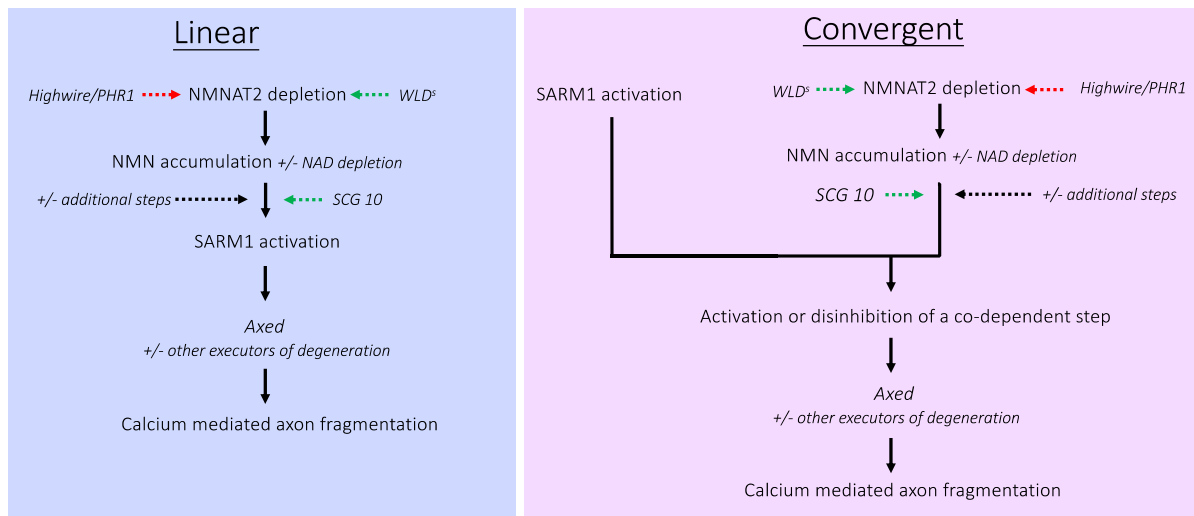 Linear
Highwire/PHR1 NMNAT2 depletion WLDˢ
NMN accumulation +/- NAD depletion
+/- additional steps SCG 10
SARM1 activation
Axed
+/- other executors of degeneration
Calcium mediated axon fragmentation
Convergent
SARM1 activation WLDˢ NMNAT2 depletion Highwire/PHR1
NMN accumulation +/- NAD depletion
SCG 10 +/- additional steps
Activation or disinhibition of a co-dependent step
Axed
+/- other executors of degeneration
Calcium mediated axon fragmentation